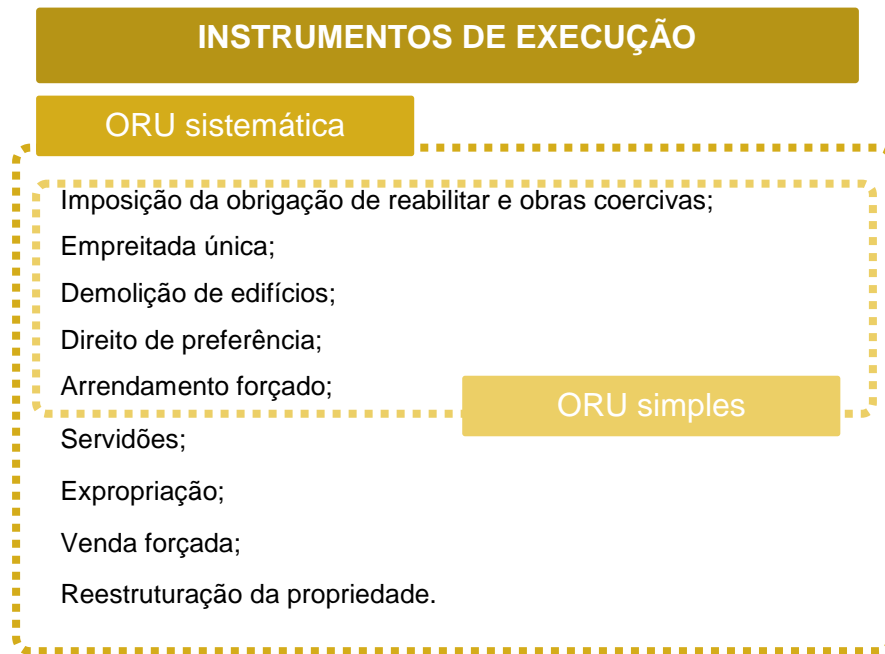 INSTRUMENTOS DE EXECUÇÃO
ORU sistemática
Imposição da obrigação de reabilitar e obras coercivas;
Empreitada única;
Demolição de edifícios;
Direito de preferência;
Arrendamento forçado;
ORU simples
Servidões;
Expropriação;
Venda forçada;
Reestruturação da propriedade.